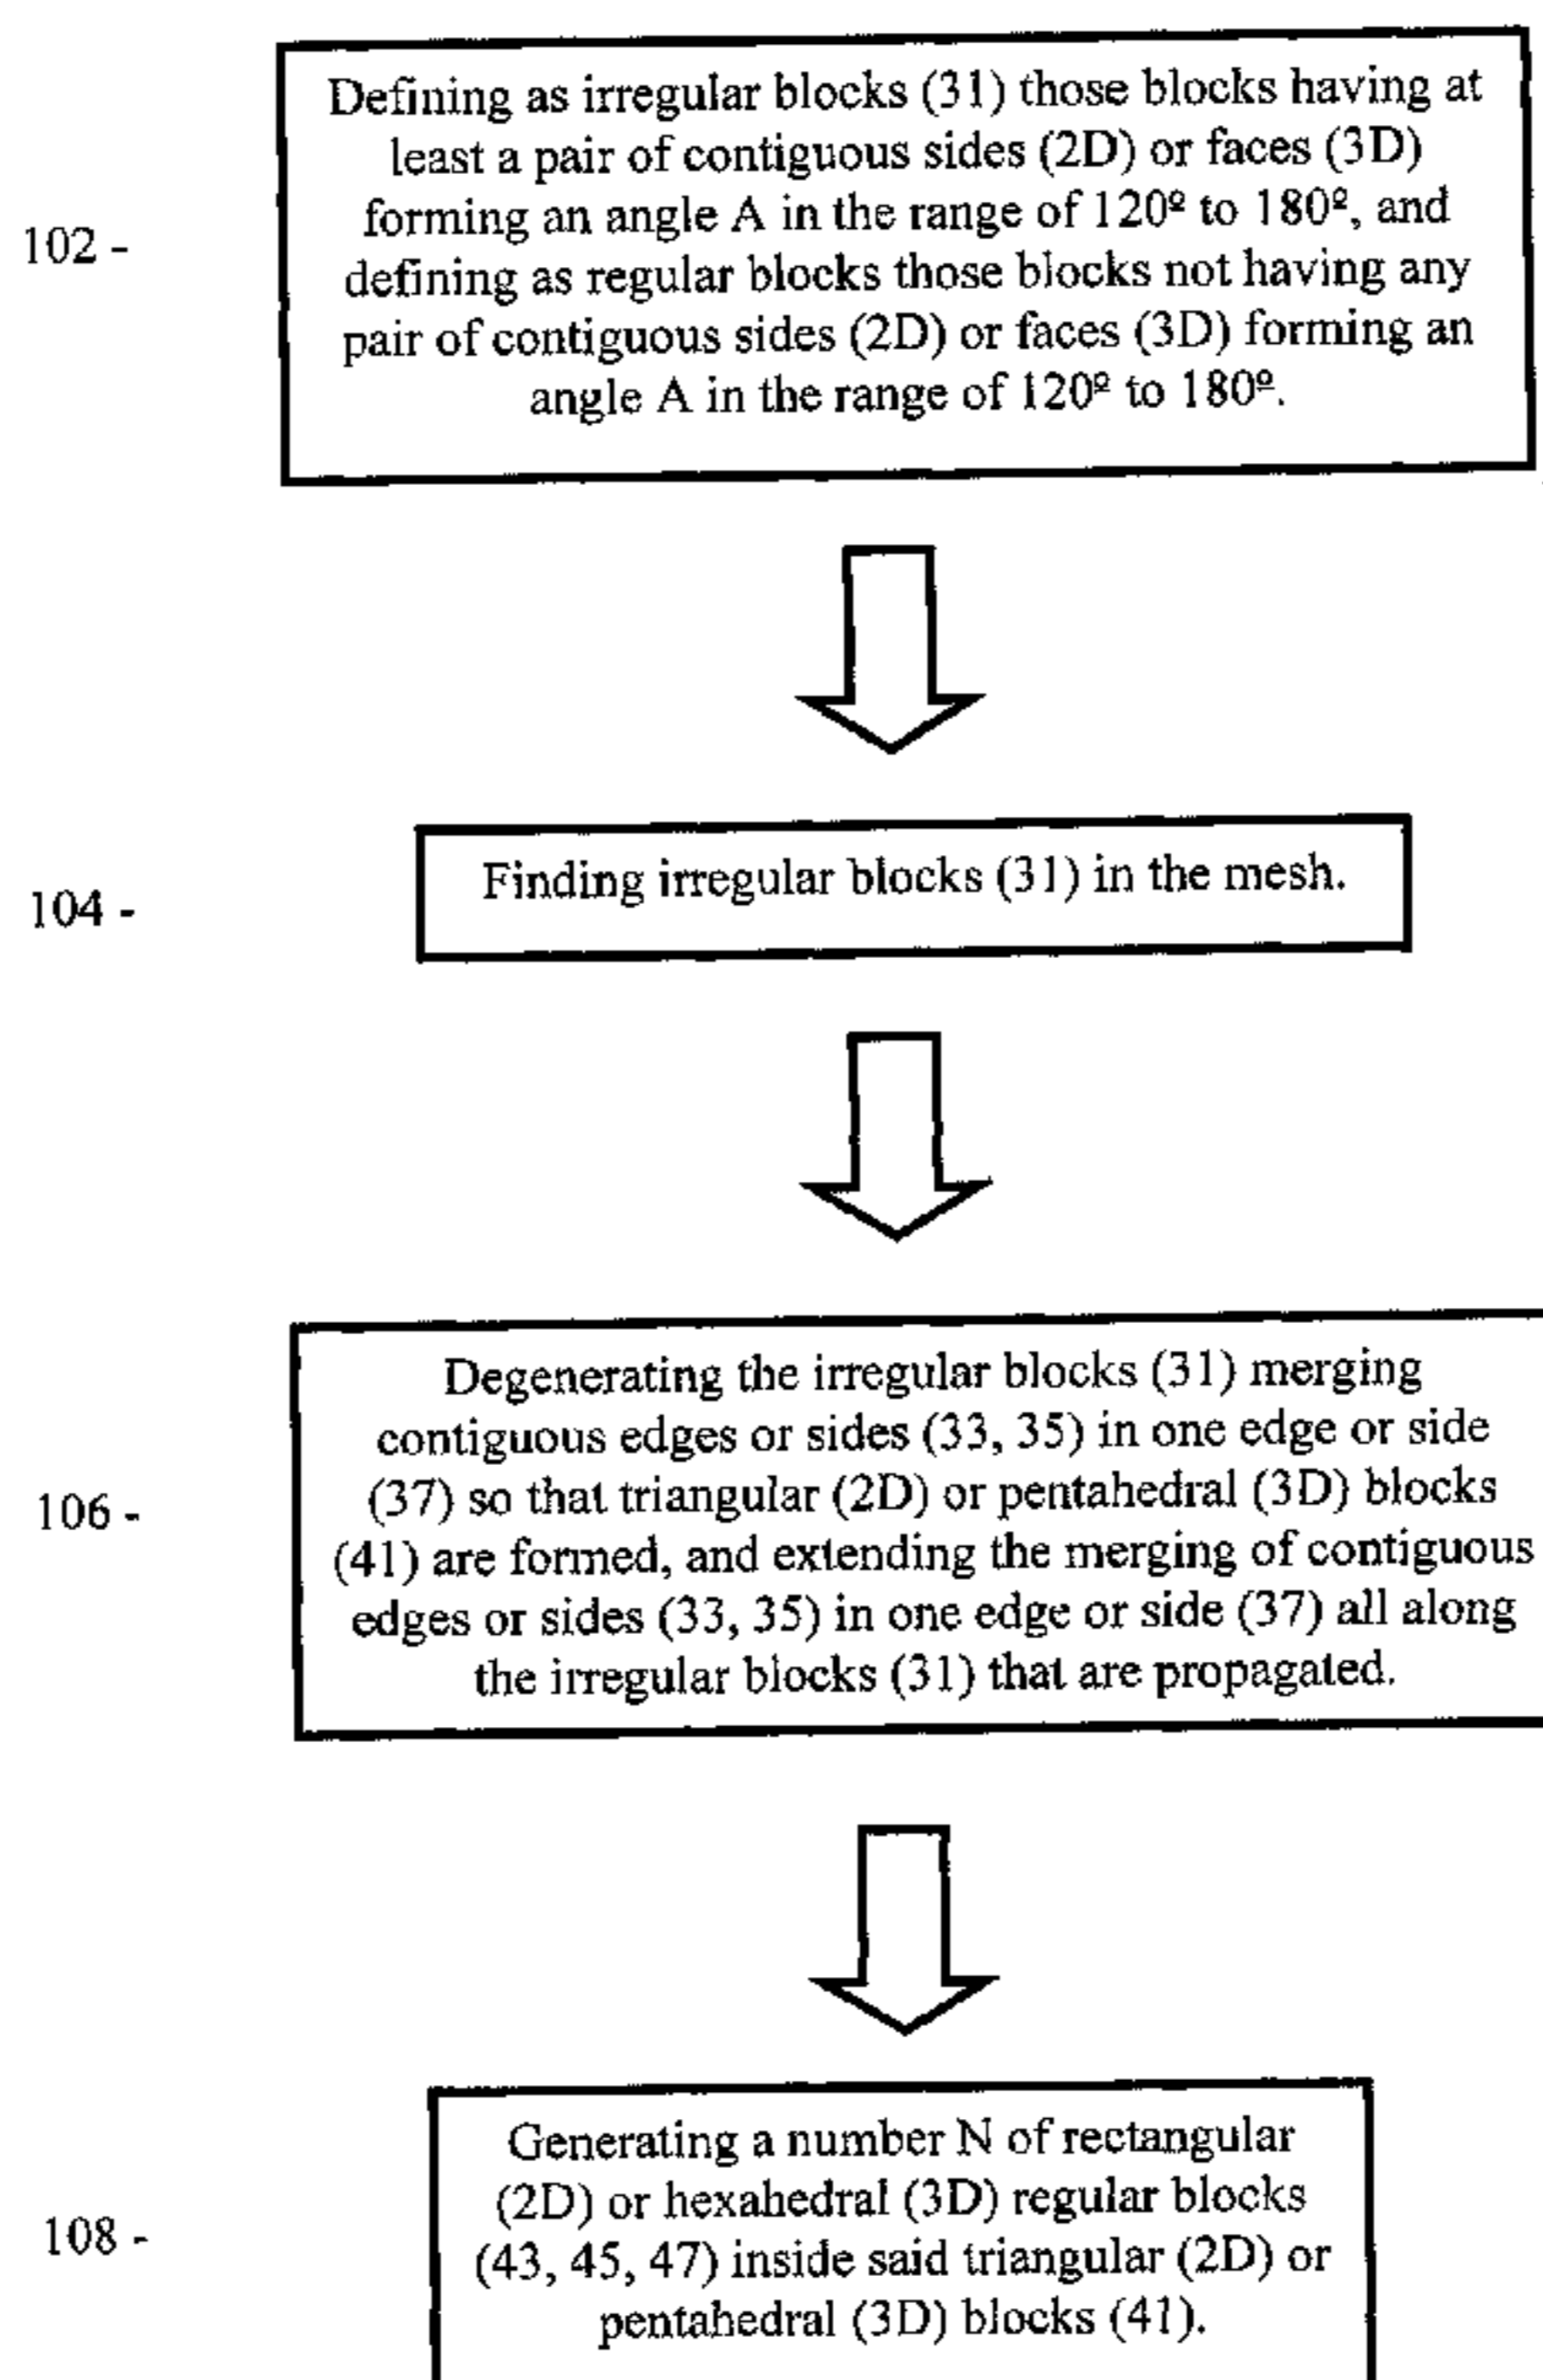 Defining as irregular blocks (31) those blocks having at
least a pair of contiguous sides (2D) or faces (3D)
forming an angle A in the range of 120º to 180º, and
defining as regular blocks those blocks not having any
pair of contiguous sides (2D) or faces (3D) forming an
angle A in the range of 120º to 180º.
102 -
Finding irregular blocks (31) in the mesh.
104 -
Degenerating the irregular blocks (31) merging
contiguous edges or sides (33, 35) in one edge or side
(37) so that triangular (2D) or pentahedral (3D) blocks
(41) are formed, and extending the merging of contiguous
edges or sides (33, 35) in one edge or side (37) all along
the irregular blocks (31) that are propagated.
106 -
Generating a number N of rectangular
(2D) or hexahedral (3D) regular blocks
(43, 45, 47) inside said triangular (2D) or
pentahedral (3D) blocks (41).
108 -